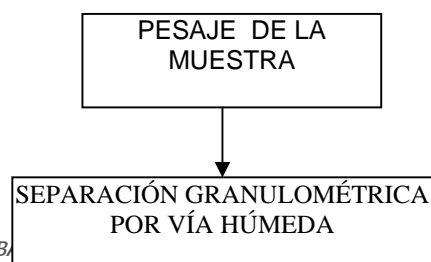 PESAJE DE LA
MUESTRA
SEPARACIÓN GRANULOMÉTRICA
POR VÍA HÚMEDA